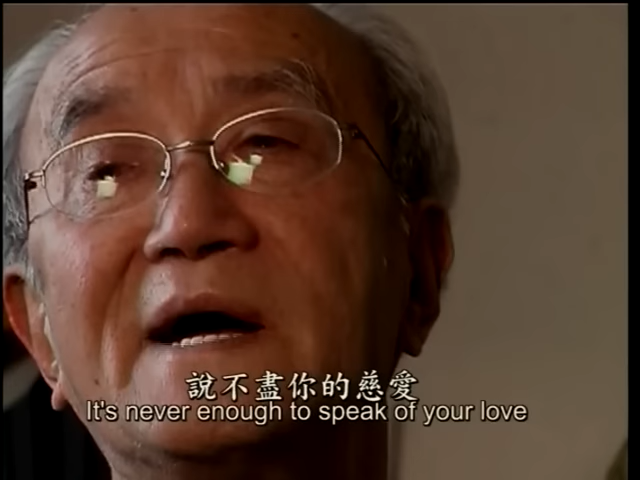 說不盡你的慈愛
It's never enough to speak of your love